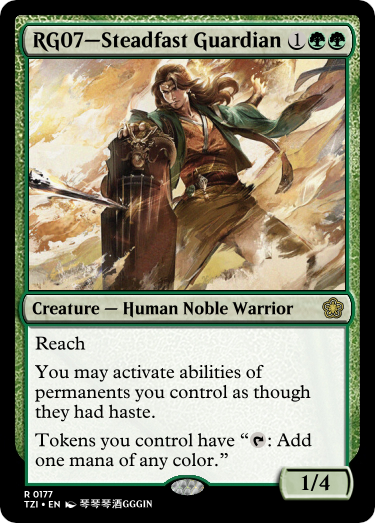 RG07—Steadfast Guardian 1
Creature — Human Noble Warrior
Reach
You may activate abilities of
permanents you control as though
they had haste.
Tokens you control have “: Add
one mana of any color.”
1/4
R 0177
TZI • EN 琴琴琴酒GGGIN